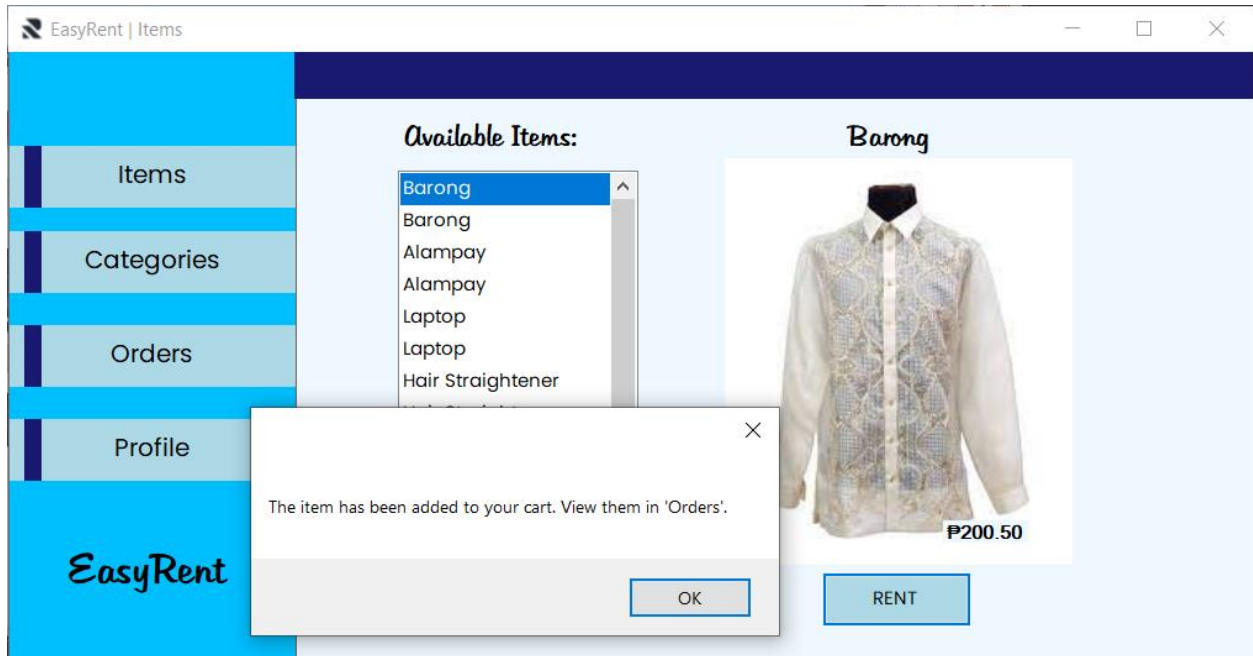 EasyRent | Items
Items
Categories
Orders
Profile
EasyRent
Available Items:
Barong
Barong
Alampay
Alampay
Laptop
Laptop
Hair Straightener
Barong
₱200.50
RENT
The item has been added to your cart. View them in 'Orders'.
OK